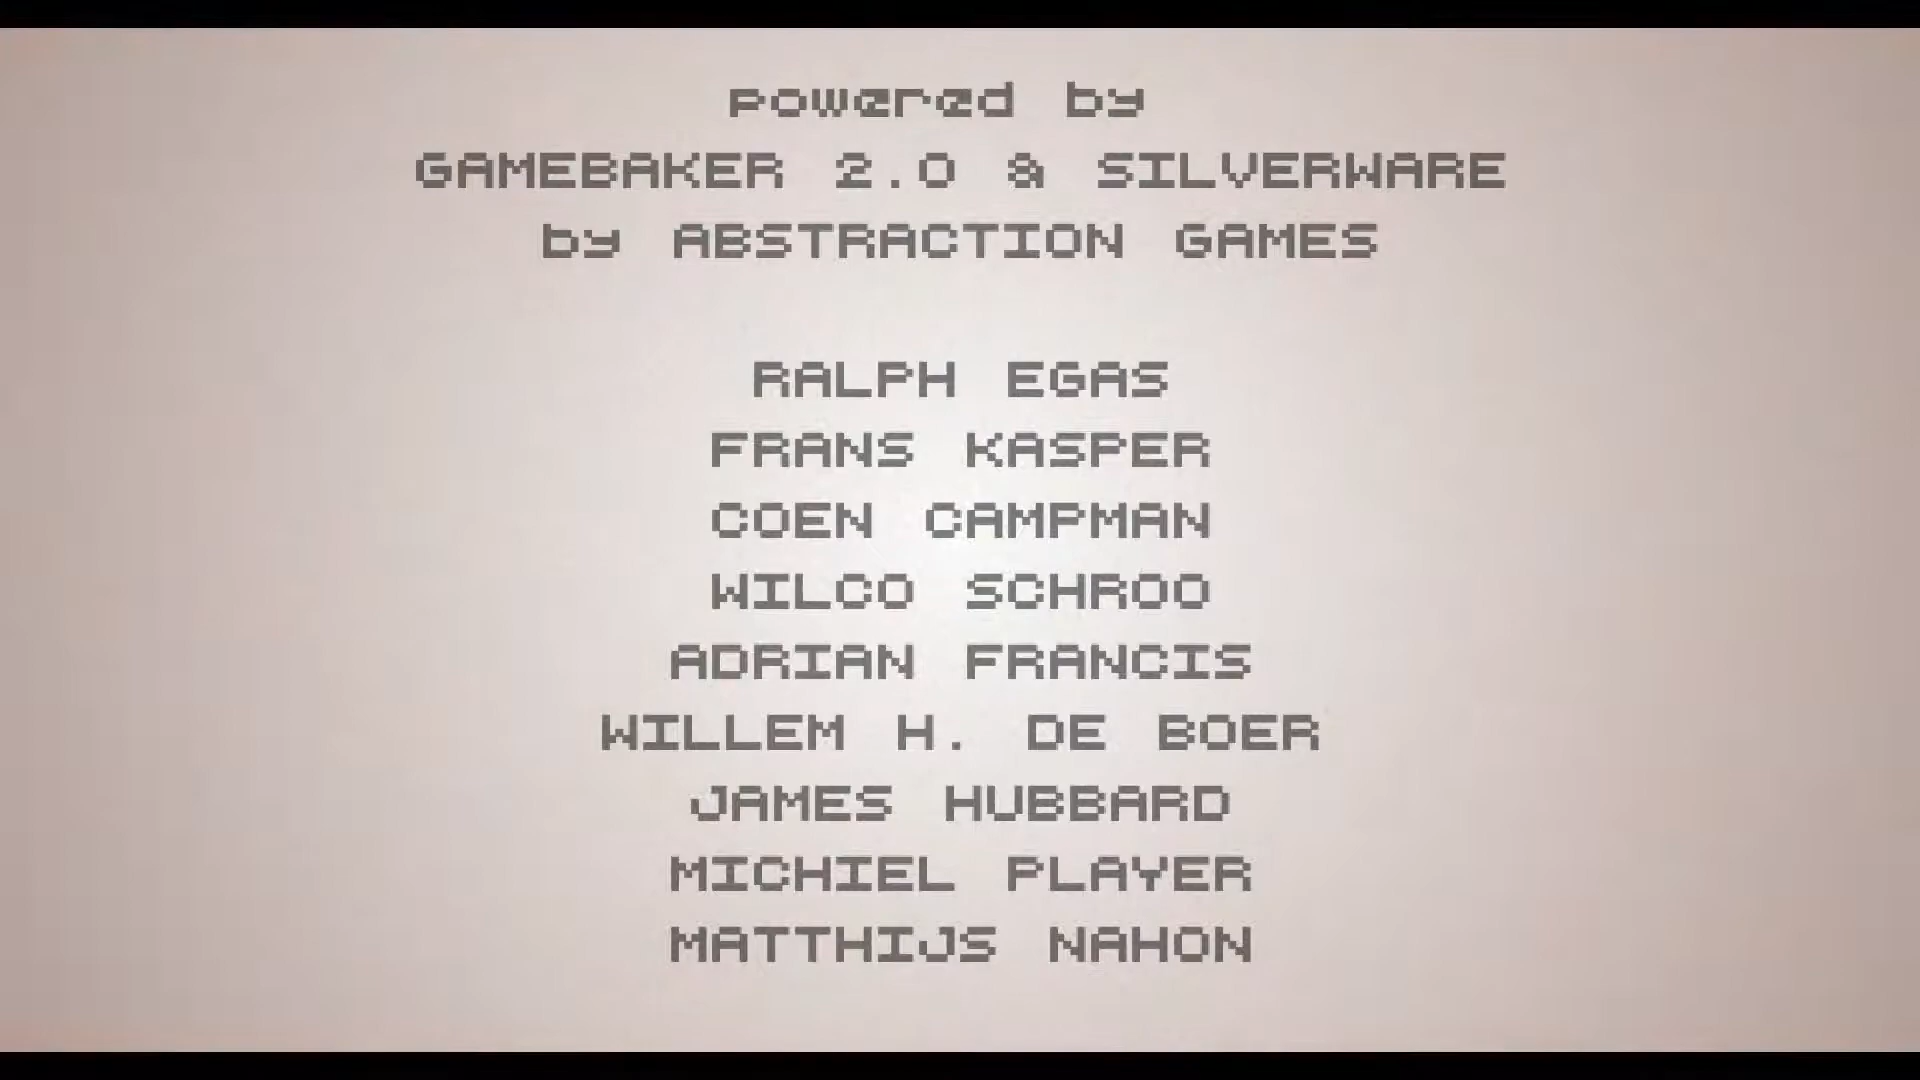 powered by
GAMEBAKER 2.0 & SILVERWARE
by ABSTRACTION GAMES
RALPH EGAS
FRANS KASPER
COEN CAMPMAN
WILCO SCHROO
ADRIAN FRANCIS
WILLEM H. DE BOER
JAMES HUBBARD
MICHIEL PLAYER
MATTHIJS NAHON